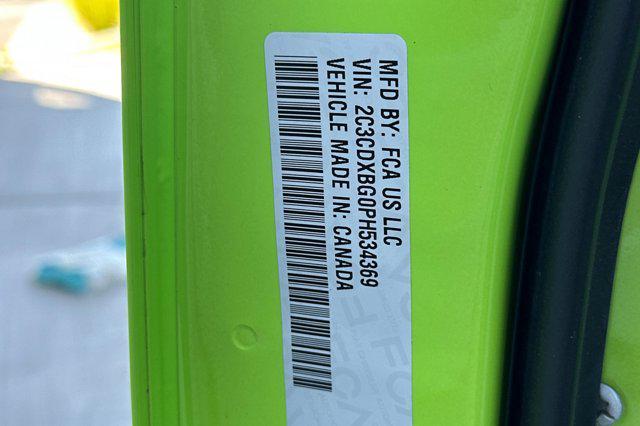 MFD BY: FCA US LLC
VIN: 2C3CDXBG0PH534369
VEHICLE MADE IN: CANADA